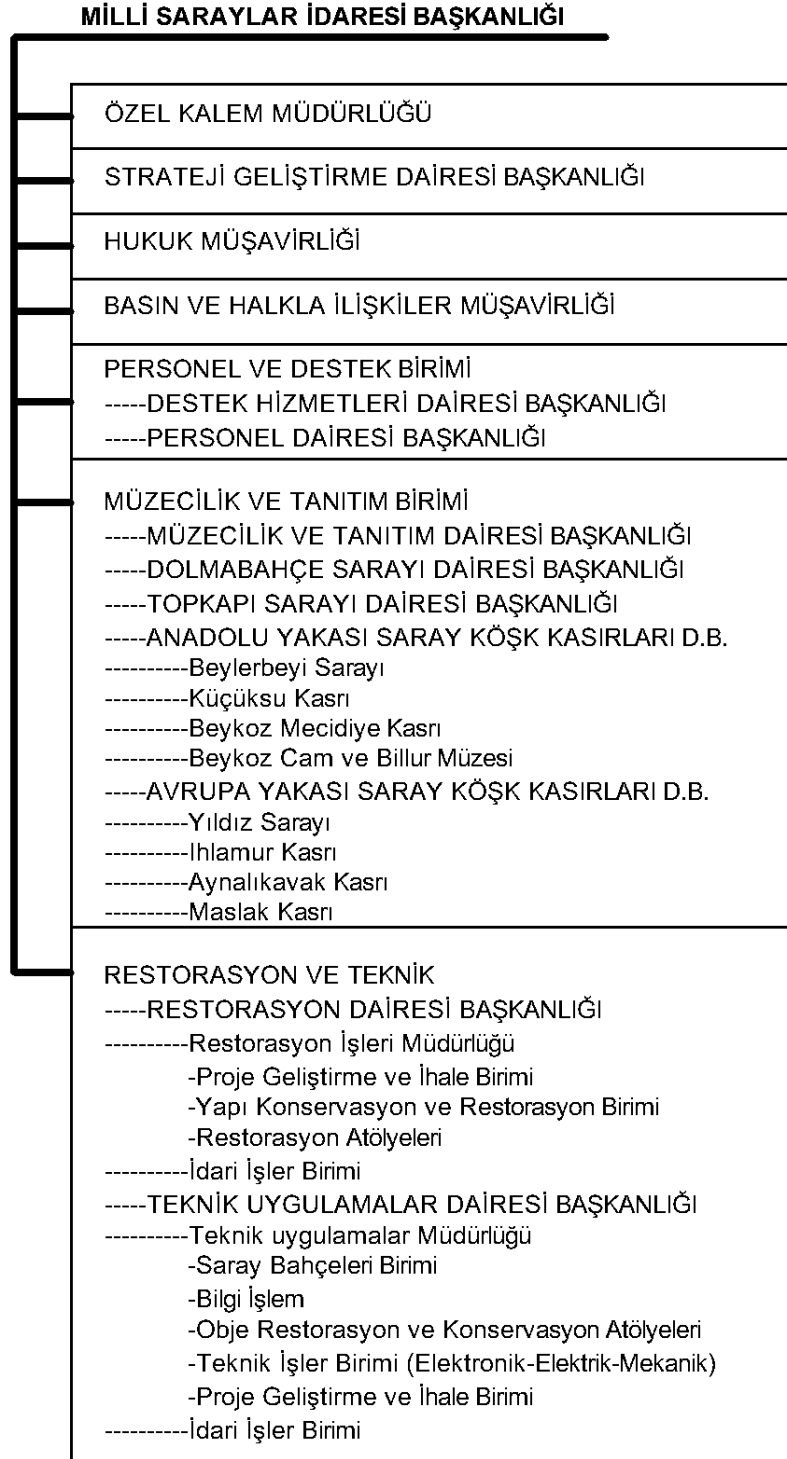 MİLLİ SARAYLAR İDARESİ BAŞKANLIĞI
ÖZEL KALEM MÜDÜRLÜĞÜ
STRATEJİ GELİŞTİRME DAİRESİ BAŞKANLIĞI
HUKUK MÜŞAVİRLİĞİ
BASIN VE HALKLA İLİŞKİLER MÜŞAVİRLİĞİ
PERSONEL VE DESTEK BİRİMİ
-----DESTEK HİZMETLERİ DAİRESİ BAŞKANLIĞI
-----PERSONEL DAİRESİ BAŞKANLIĞI
MÜZECİLİK VE TANITIM BİRİMİ
-----MÜZECİLİK VE TANITIM DAİRESİ BAŞKANLIĞI
-----DOLMABAHÇE SARAYI DAİRESİ BAŞKANLIĞI
-----TOPKAPI SARAYI DAİRESİ BAŞKANLIĞI
-----ANADOLU YAKASI SARAY KÖŞK KASIRLARI D.B.
----------Beylerbeyi Sarayı
----------Küçüksu Kasrı
----------Beykoz Mecidiye Kasrı
----------Beykoz Cam ve Billur Müzesi
-----AVRUPA YAKASI SARAY KÖŞK KASIRLARI D.B.
----------Yıldız Sarayı
----------Ihlamur Kasrı
----------Aynalıkavak Kasrı
----------Maslak Kasrı
RESTORASYON VE TEKNİK
-----RESTORASYON DAİRESİ BAŞKANLIĞI
----------Restorasyon İşleri Müdürlüğü
-Proje Geliştirme ve İhale Birimi
-Yapı Konservasyon ve Restorasyon Birimi
-Restorasyon Atölyeleri
----------İdari İşler Birimi
-----TEKNİK UYGULAMALAR DAİRESİ BAŞKANLIĞI
----------Teknik uygulamalar Müdürlüğü
-Saray Bahçeleri Birimi
-Bilgi İşlem
-Obje Restorasyon ve Konservasyon Atölyeleri
-Teknik İşler Birimi (Elektronik-Elektrik-Mekanik)
-Proje Geliştirme ve İhale Birimi
----------İdari İşler Birimi